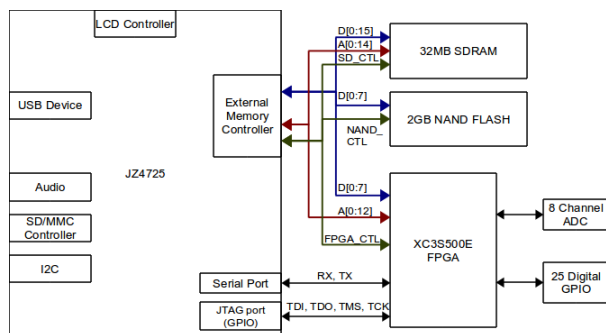 LCD Controller
D[0:15]
A[0:14]
SD_CTL
32MB SDRAM
USB Device
External
Memory
Controller
D[0:7]
NAND_
CTL
2GB NAND FLASH
JZ4725
Audio
D[0:7]
SD/MMC
Controller
A[0:12]
8 Channel
ADC
FPGA_CTL
XC3S500E
FPGA
I2C
Serial Port
RX, TX
25 Digital
GPIO
JTAG port
(GPIO)
TDI, TDO, TMS, TCK